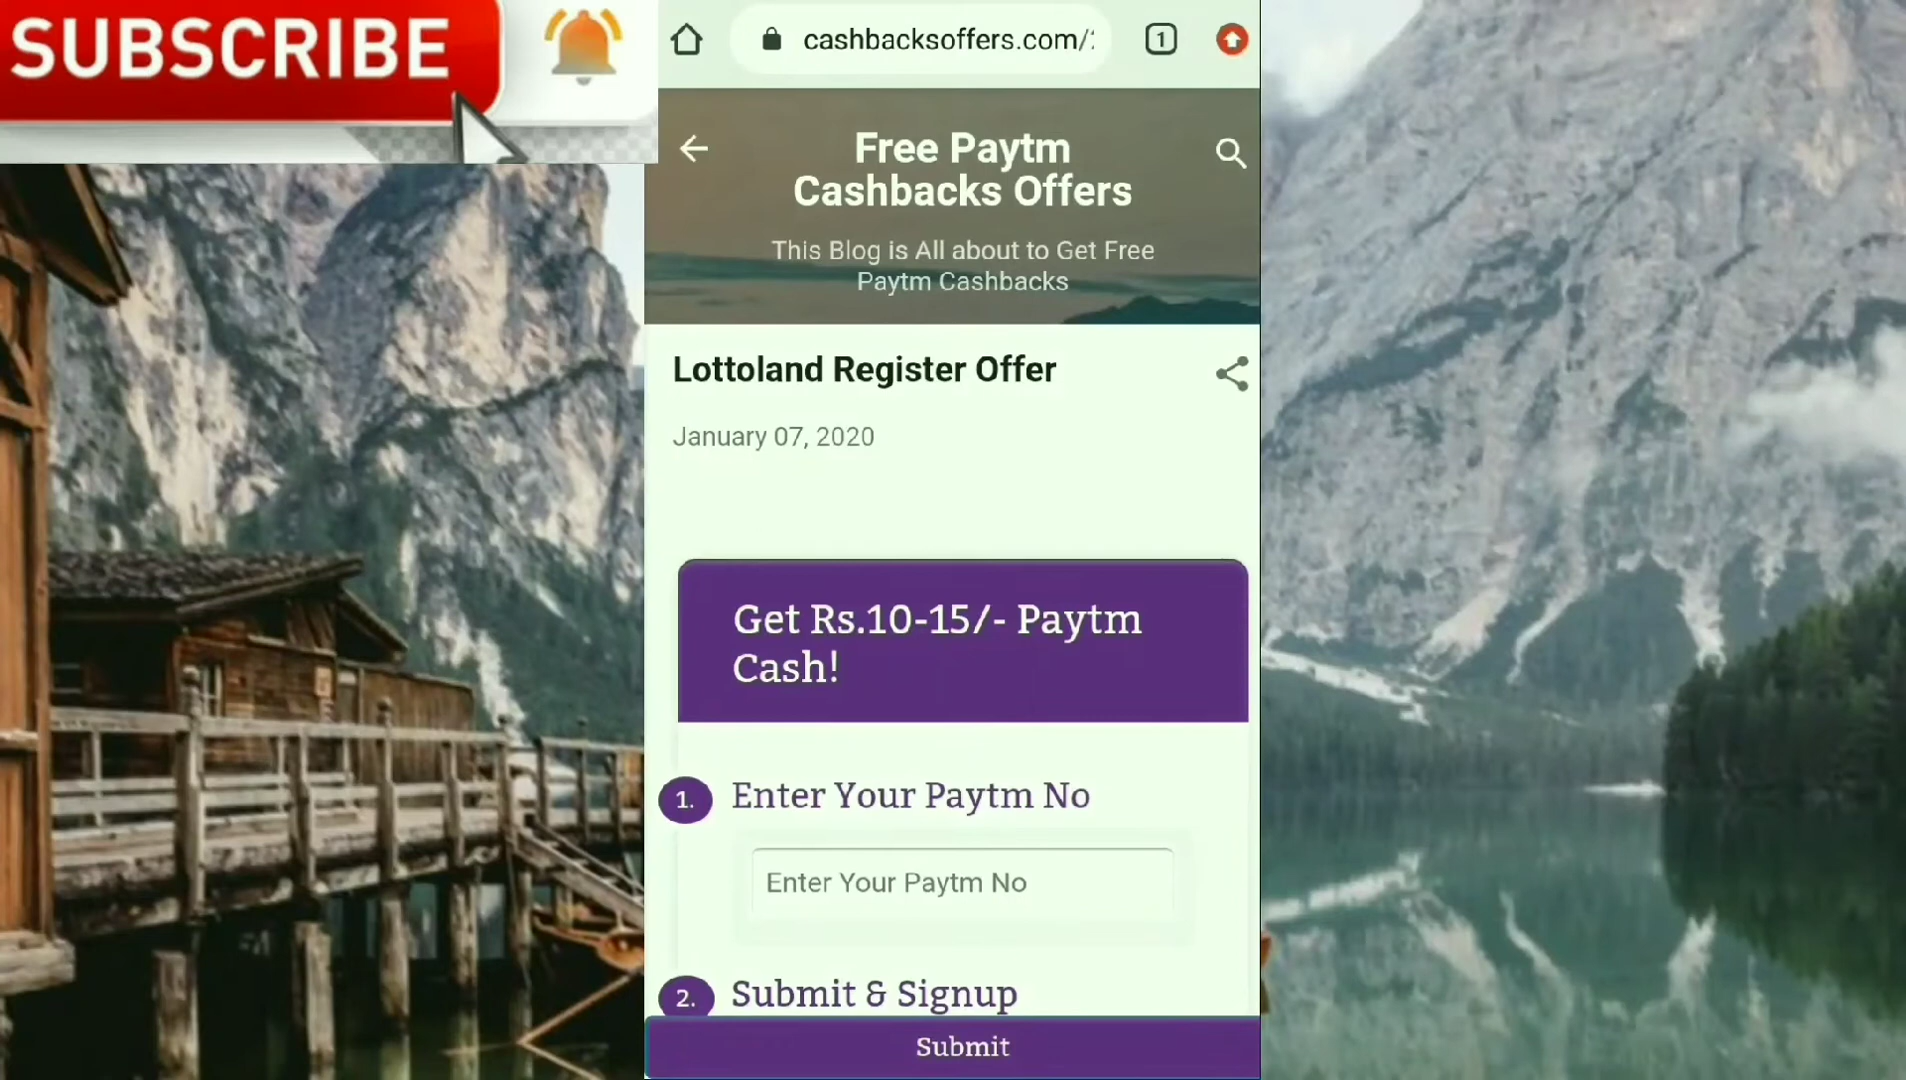 SUBSCRIBE
cashbacksoffers.com/
1
Free Paytm
Cashbacks Offers
This Blog is All about to Get Free
Paytm Cashbacks
Lottoland Register Offer
January 07, 2020
Get Rs.10-15/- Paytm
Cash!
1. Enter Your Paytm No
Enter Your Paytm No
2. Submit & Signup
Submit